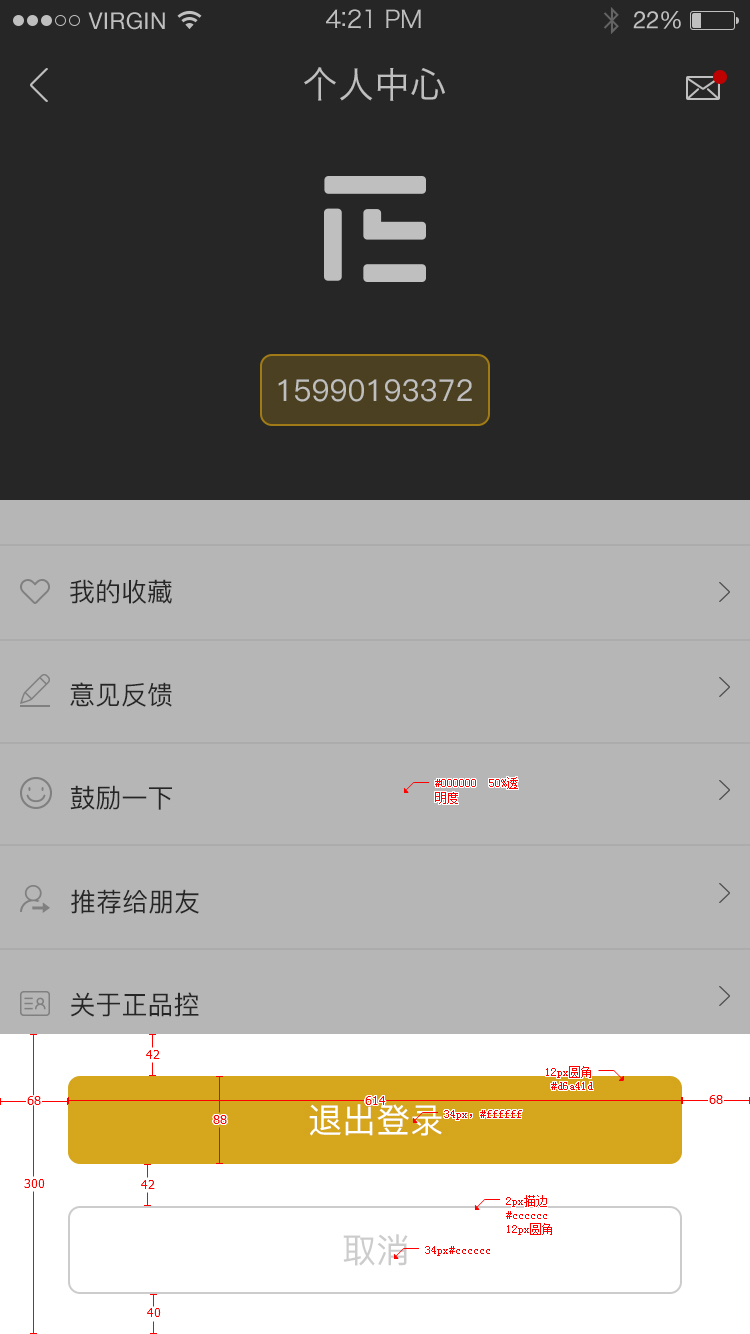 VIRGIN 4:21 PM 22%
个人中心
15990193372
我的收藏
意见反馈
鼓励一下
#000000 50%透
明度
推荐给朋友
关于正品控
42
12px圆角
#d6a41d
68 614 68
88
34px，#ffffff
退出登录
300
42
2px描边
#cccccc
12px圆角
取消
34px#cccccc
40